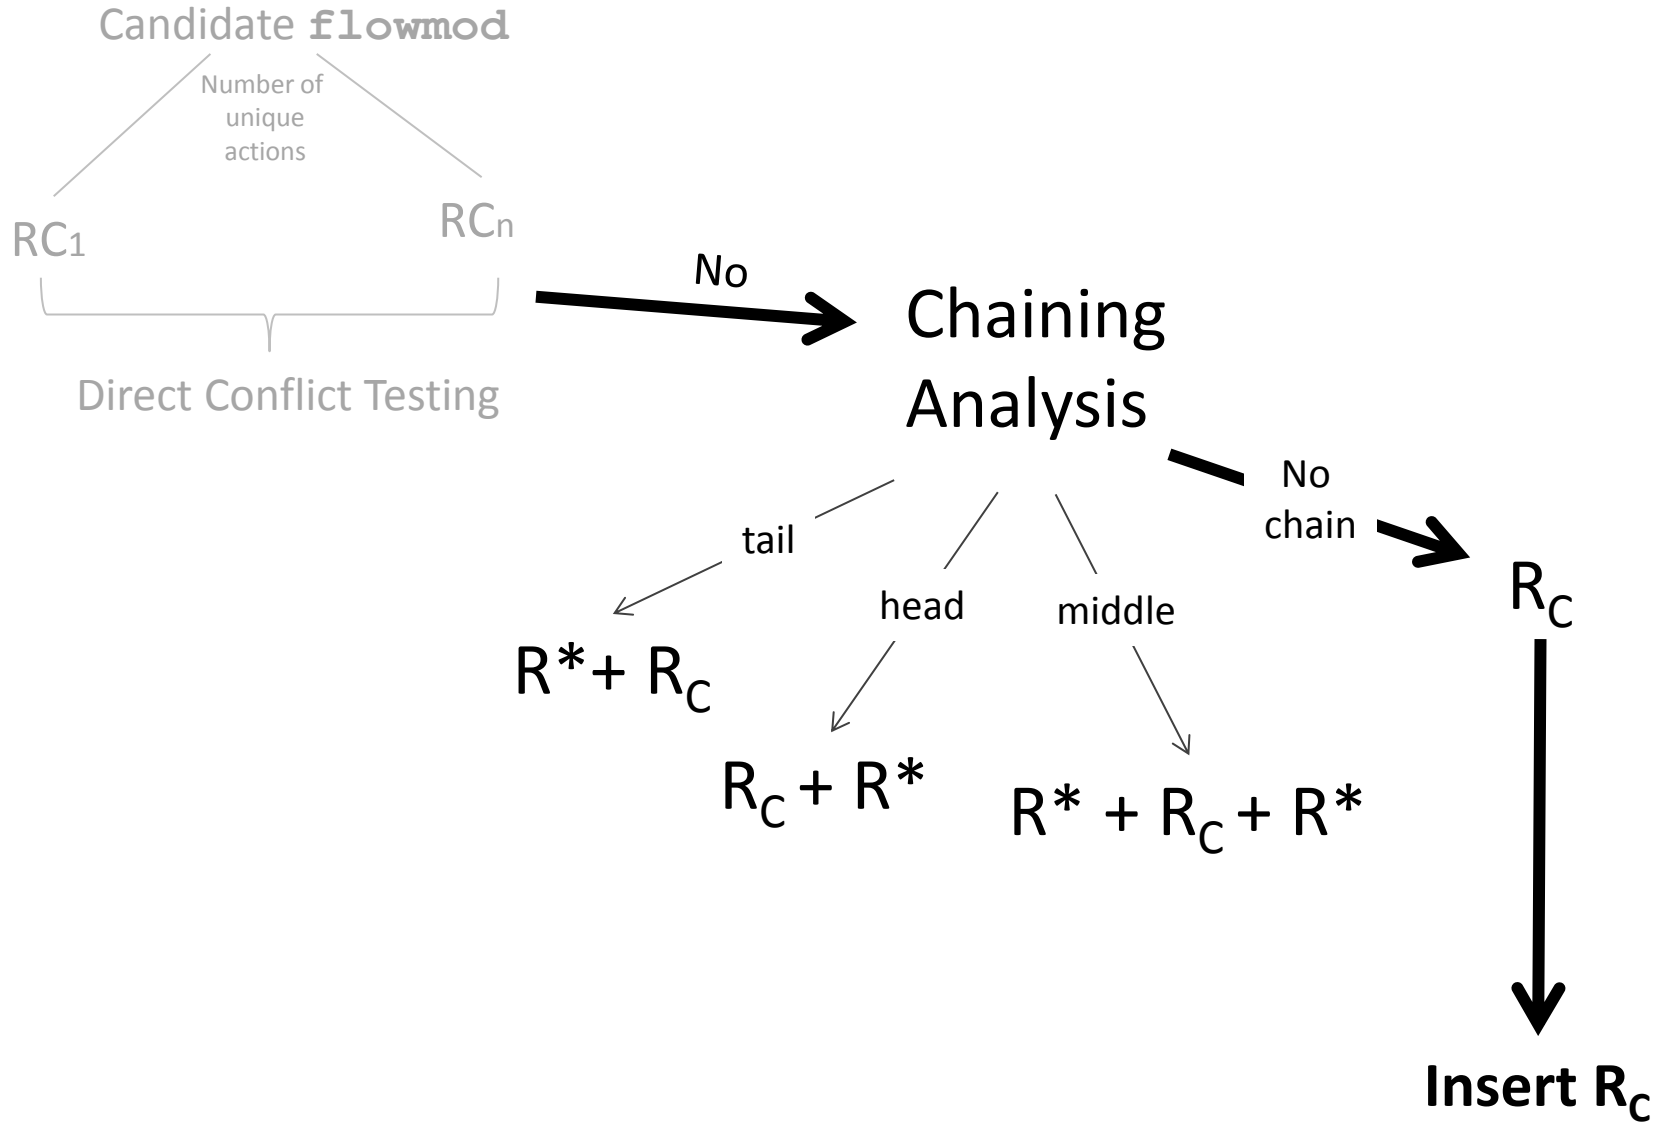 Candidate flowmod
Number of
unique
actions
RC1
RCn
Direct Conflict Testing
No
Chaining
Analysis
No
chain
tail
head
middle
RC
R*+ RC
RC + R*
R* + RC + R*
Insert RC